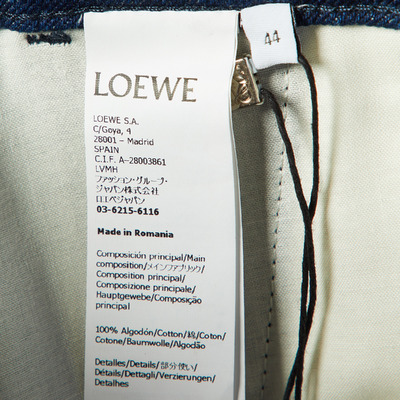 44
LOEWE
LOEWE S.A.
C/Goya, 4
28001 – Madrid
SPAIN
C.I.F. A–28003861
LVMH
ファッション・グループ・
ジャパン株式会社
ロエベジャパン
03-6215-6116
Made in Romania
Composición principal/Main
composition/メインファブリック/
Composition principale/
Composizione principale/
Hauptgewebe/Composição
principal
100% Algodón/Cotton/綿/Coton/
Cotone/Baumwolle/Algodão
Detalles/Details/部分使い/
Détails/Dettagli/Verzierungen/
Detalhes